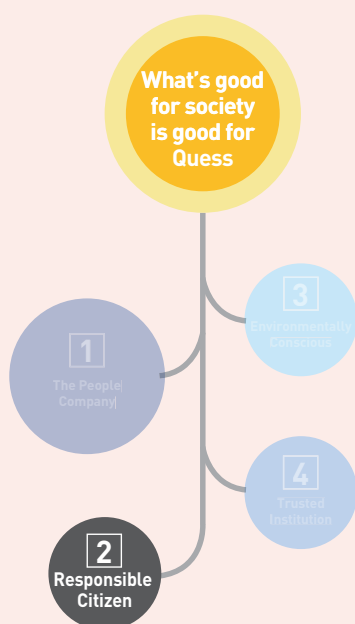 What’s good
for society
is good for
Quess
1
The People
Company
2
Responsible
Citizen
3
Environmentally
Conscious
4
Trusted
Institution